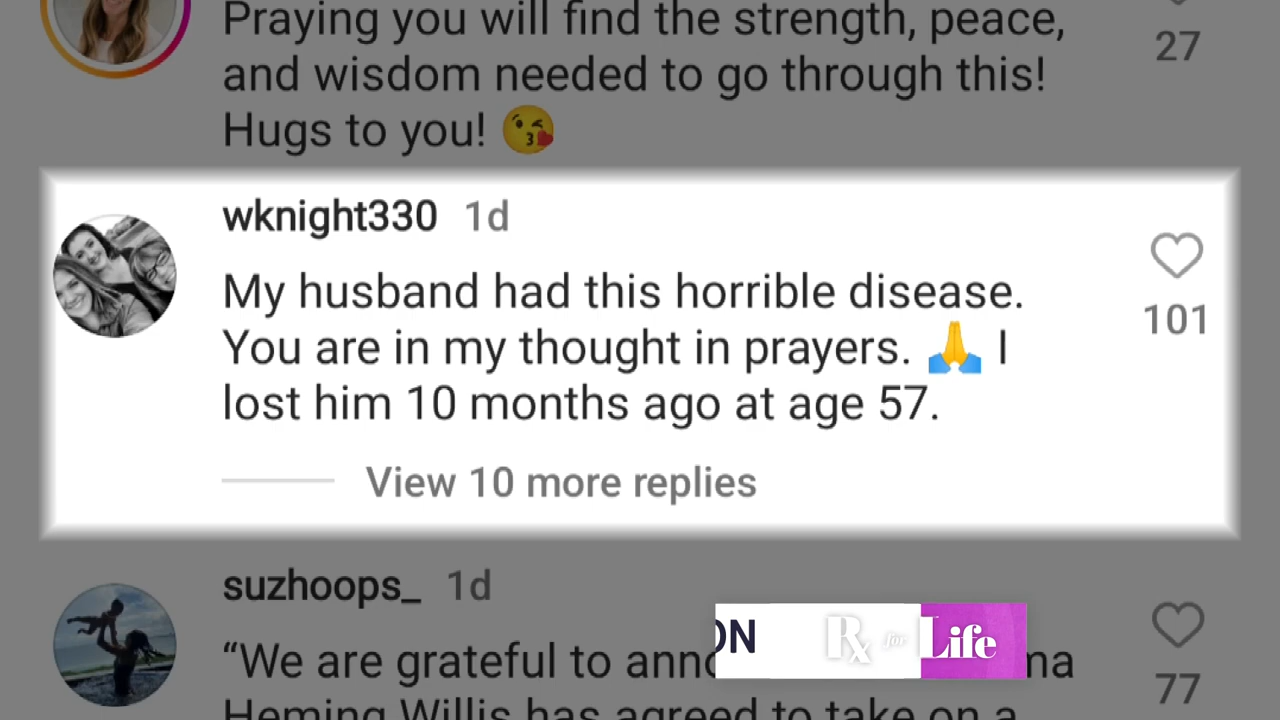 Praying you will find the strength, peace,
and wisdom needed to go through this!
Hugs to you! 😘
27
wknight330 1d
My husband had this horrible disease.
You are in my thought in prayers. 🙏 I
lost him 10 months ago at age 57.
101
View 10 more replies
suzhoops_ 1d
“We are grateful to
Heming Willis has agreed to take on a
77
ON
Rx for Life